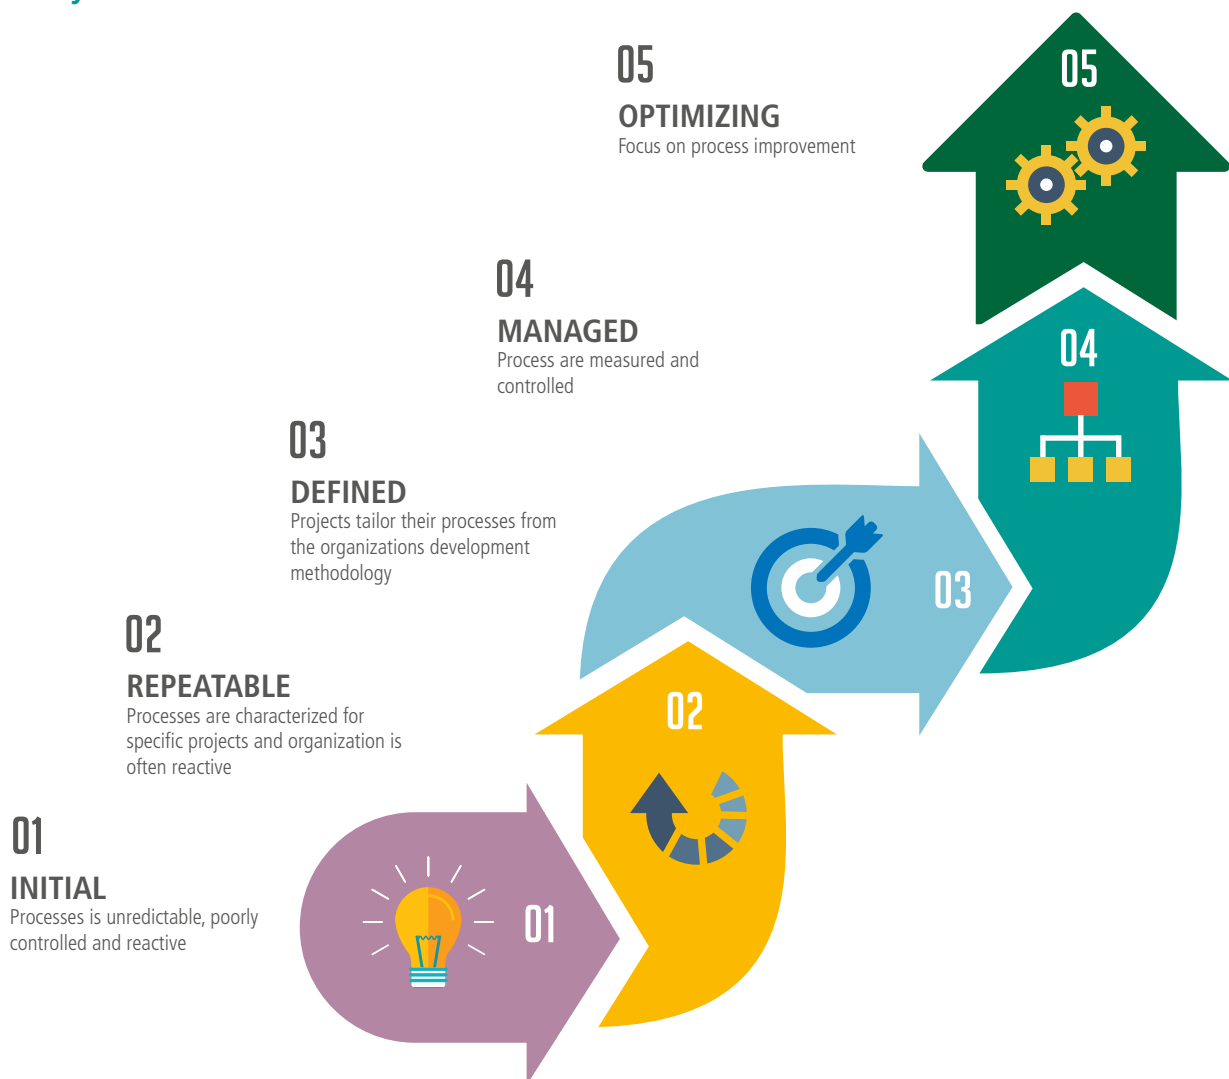 05
OPTIMIZING
Focus on process improvement
05
04
MANAGED
Process are measured and
controlled
04
03
DEFINED
Projects tailor their processes from
the organizations development
methodology
03
02
REPEATABLE
Processes are characterized for
specific projects and organization is
often reactive
02
01
INITIAL
Processes is unredictable, poorly
controlled and reactive
01